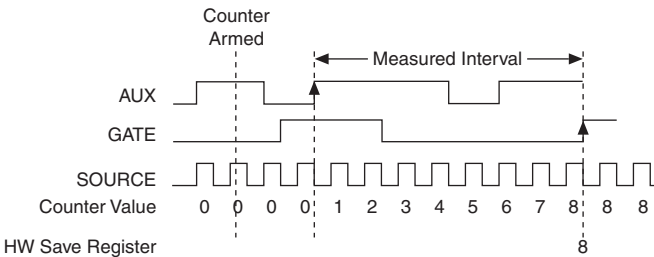 Counter
Armed
Measured Interval
AUX
GATE
SOURCE
Counter Value 0 0 0 0 1 2 3 4 5 6 7 8 8 8
HW Save Register 8